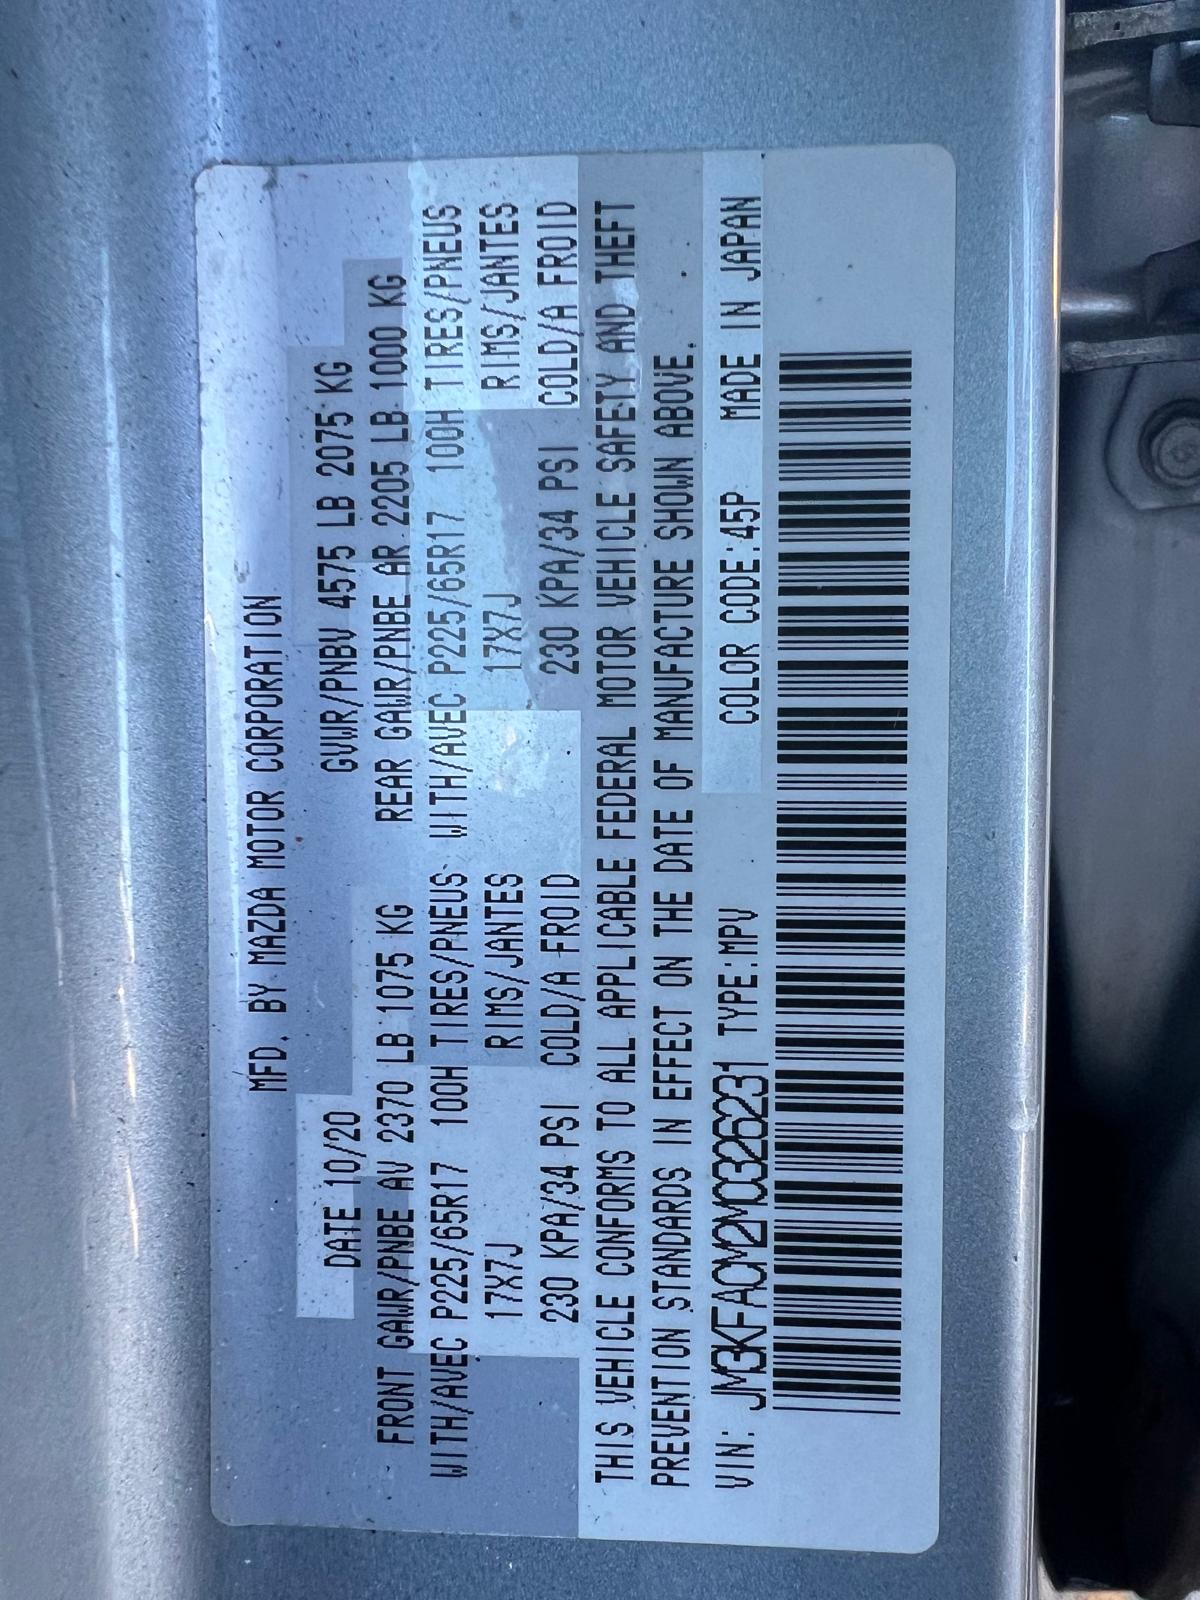 MFD. BY MAZDA MOTOR CORPORATION
DATE 10/20 GVWR/PNBV 4575 LB 2075 KG
FRONT GAWR/PNBE AV 2370 LB 1075 KG REAR GAWR/PNBE AR 2205 LB 1000 KG
WITH/AVEC P225/65R17 100H TIRES/PNEUS WITH/AVEC P225/65R17 100H TIRES/PNEUS
17X7J RIMS/JANTES 17X7J RIMS/JANTES
230 KPA/34 PSI COLD/A FROID 230 KPA/34 PSI COLD/A FROID
THIS VEHICLE CONFORMS TO ALL APPLICABLE FEDERAL MOTOR VEHICLE SAFETY AND THEFT
PREVENTION STANDARDS IN EFFECT ON THE DATE OF MANUFACTURE SHOWN ABOVE.
VIN: JM3KFACM2M0326231 TYPE:MPV COLOR CODE:45P MADE IN JAPAN